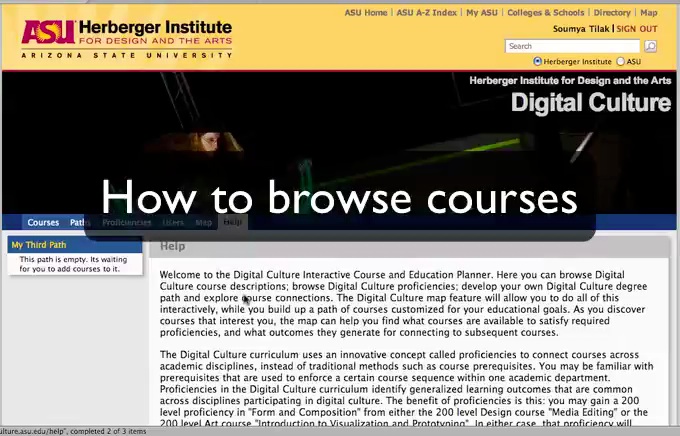 ASU Home | ASU A-Z Index | My ASU | Colleges & Schools | Directory | Map
ASU Herberger Institute
FOR DESIGN AND THE ARTS
ARIZONA STATE UNIVERSITY
Soumya Tilak | SIGN OUT
Search
Herberger Institute ASU
Herberger Institute for Design and the Arts
Digital Culture
How to browse courses
Courses Paths Proficiencies Users Map Help
My Third Path
This path is empty. Its waiting
for you to add courses to it.
Help
Welcome to the Digital Culture Interactive Course and Education Planner. Here you can browse Digital
Culture course descriptions; browse Digital Culture proficiencies; develop your own Digital Culture degree
path and explore course connections. The Digital Culture map feature will allow you to do all of this
interactively, while you build up a path of courses customized for your educational goals. As you discover
courses that interest you, the map can help you find what courses are available to satisfy required
proficiencies, and what outcomes they generate for connecting to subsequent courses.
The Digital Culture curriculum uses an innovative concept called proficiencies to connect courses across
academic disciplines, instead of traditional methods such as course prerequisites. You may be familiar with
prerequisites that are used to enforce a certain course sequence within one academic department.
Proficiencies in the Digital Culture curriculum identify generalized learning outcomes that are common
across disciplines participating in digital culture. The benefit of proficiencies is this: you may gain a 200
level proficiency in "Form and Composition" from either the 200 level Design course "Media Editing" or the
200 level Art course "Introduction to Visualization and Prototyping". In either case, that proficiency will
culture.asu.edu/help", completed 2 of 3 items